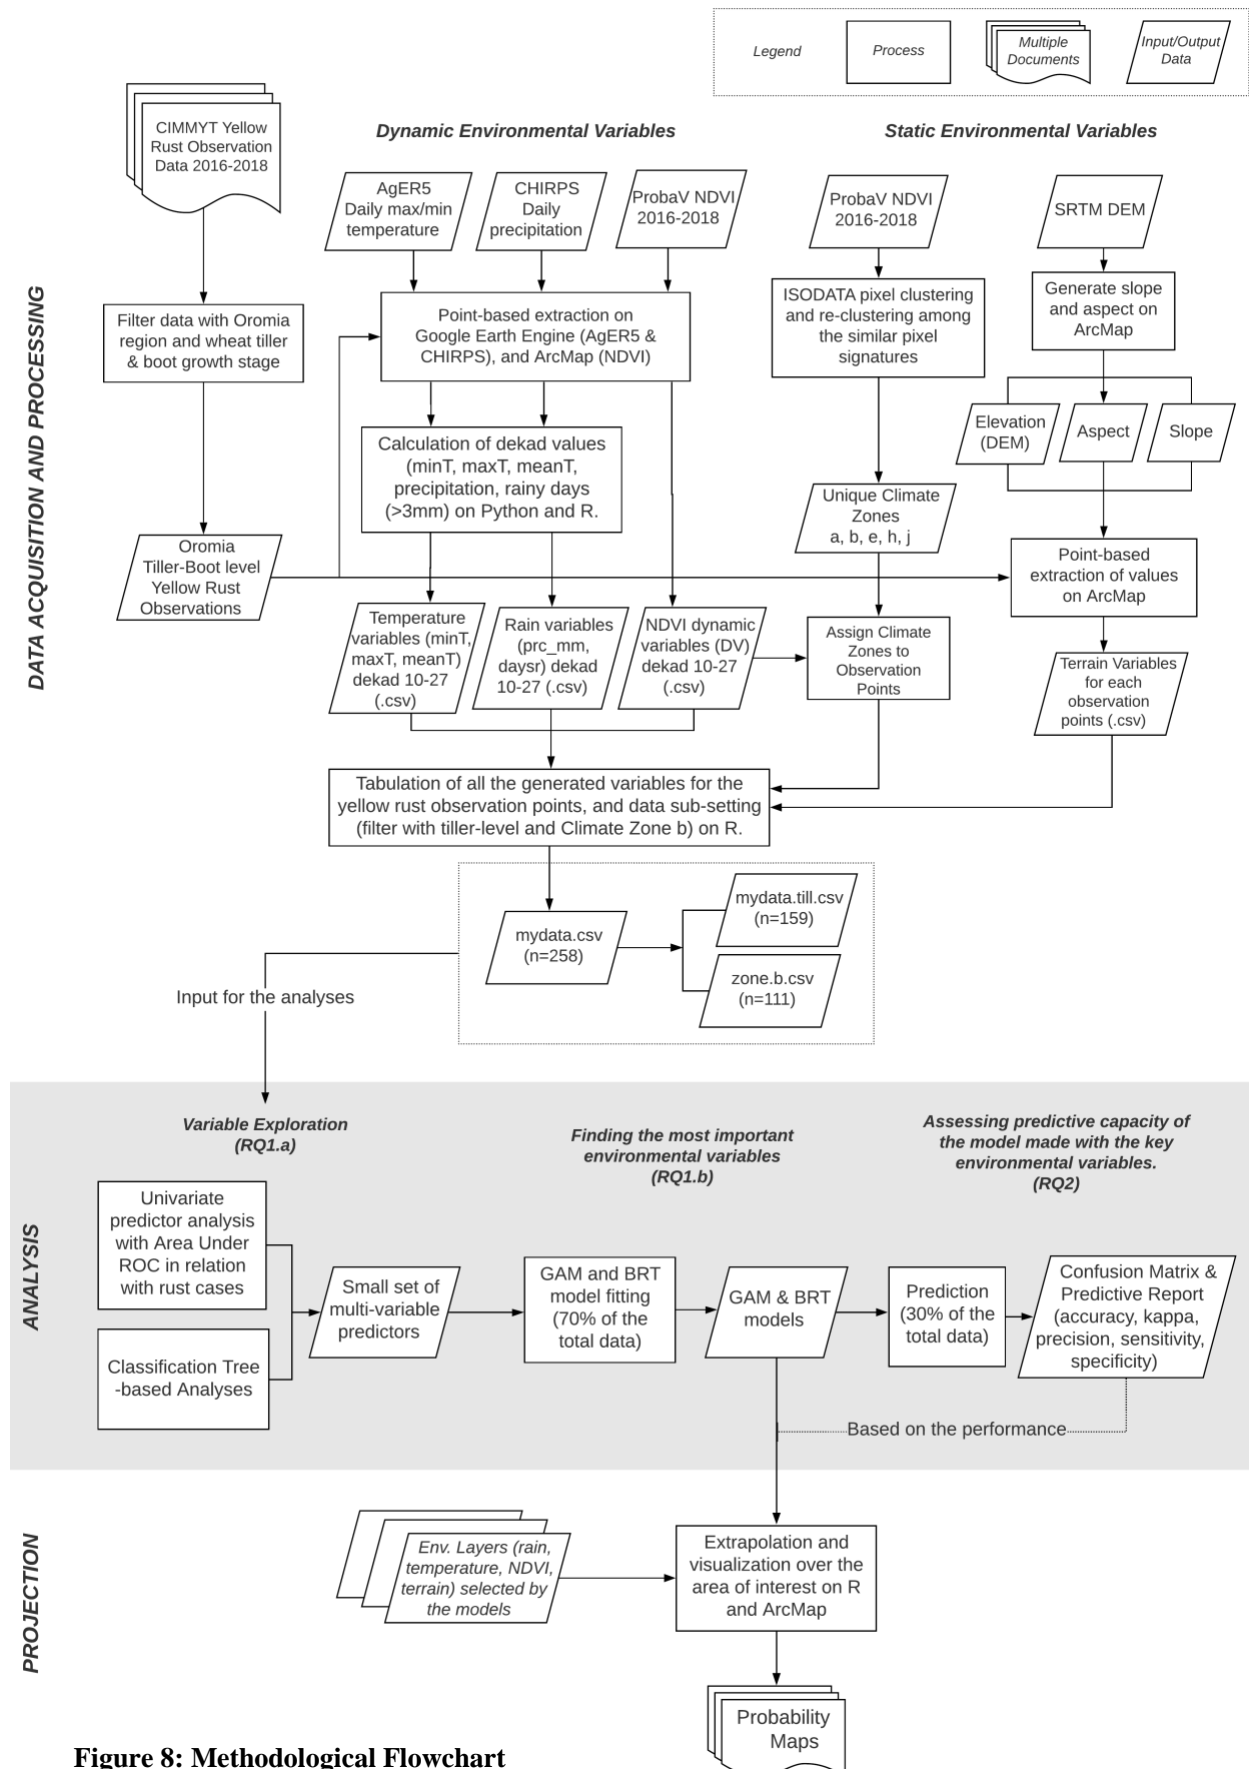 Legend
Process
Multiple
Documents
Input/Output
Data
CIMMYT Yellow
Rust Observation
Data 2016-2018
Dynamic Environmental Variables
Static Environmental Variables
AgER5
Daily max/min
temperature
CHIRPS
Daily
precipitation
ProbaV NDVI
2016-2018
ProbaV NDVI
2016-2018
SRTM DEM
DATA ACQUISITION AND PROCESSING
Filter data with Oromia
region and wheat tiller
& boot growth stage
Point-based extraction on
Google Earth Engine (AgER5 &
CHIRPS), and ArcMap (NDVI)
ISODATA pixel clustering
and re-clustering among
the similar pixel
signatures
Generate slope
and aspect on
ArcMap
Elevation
(DEM)
Aspect
Slope
Calculation of dekad values
(minT, maxT, meanT,
precipitation, rainy days
(>3mm) on Python and R.
Unique Climate
Zones
a, b, e, h, j
Oromia
Tiller-Boot level
Yellow Rust
Observations
Point-based
extraction of values
on ArcMap
Temperature
variables (minT,
maxT, meanT)
dekad 10-27
(.csv)
Rain variables
(prc_mm,
daysr) dekad
10-27 (.csv)
NDVI dynamic
variables (DV)
dekad 10-27
(.csv)
Assign Climate
Zones to
Observation
Points
Terrain Variables
for each
observation
points (.csv)
Tabulation of all the generated variables for the
yellow rust observation points, and data sub-setting
(filter with tiller-level and Climate Zone b) on R.
mydata.csv
(n=258)
mydata.till.csv
(n=159)
zone.b.csv
(n=111)
Input for the analyses
ANALYSIS
Variable Exploration
(RQ1.a)
Finding the most important
environmental variables
(RQ1.b)
Assessing predictive capacity of
the model made with the key
environmental variables.
(RQ2)
Univariate
predictor analysis
with Area Under
ROC in relation
with rust cases
Classification Tree
-based Analyses
Small set of
multi-variable
predictors
GAM and BRT
model fitting
(70% of the
total data)
GAM & BRT
models
Prediction
(30% of the
total data)
Confusion Matrix &
Predictive Report
(accuracy, kappa,
precision, sensitivity,
specificity)
Based on the performance
PROJECTION
Env. Layers (rain,
temperature, NDVI,
terrain) selected by
the models
Extrapolation and
visualization over the
area of interest on R
and ArcMap
Probability
Maps
Figure 8: Methodological Flowchart